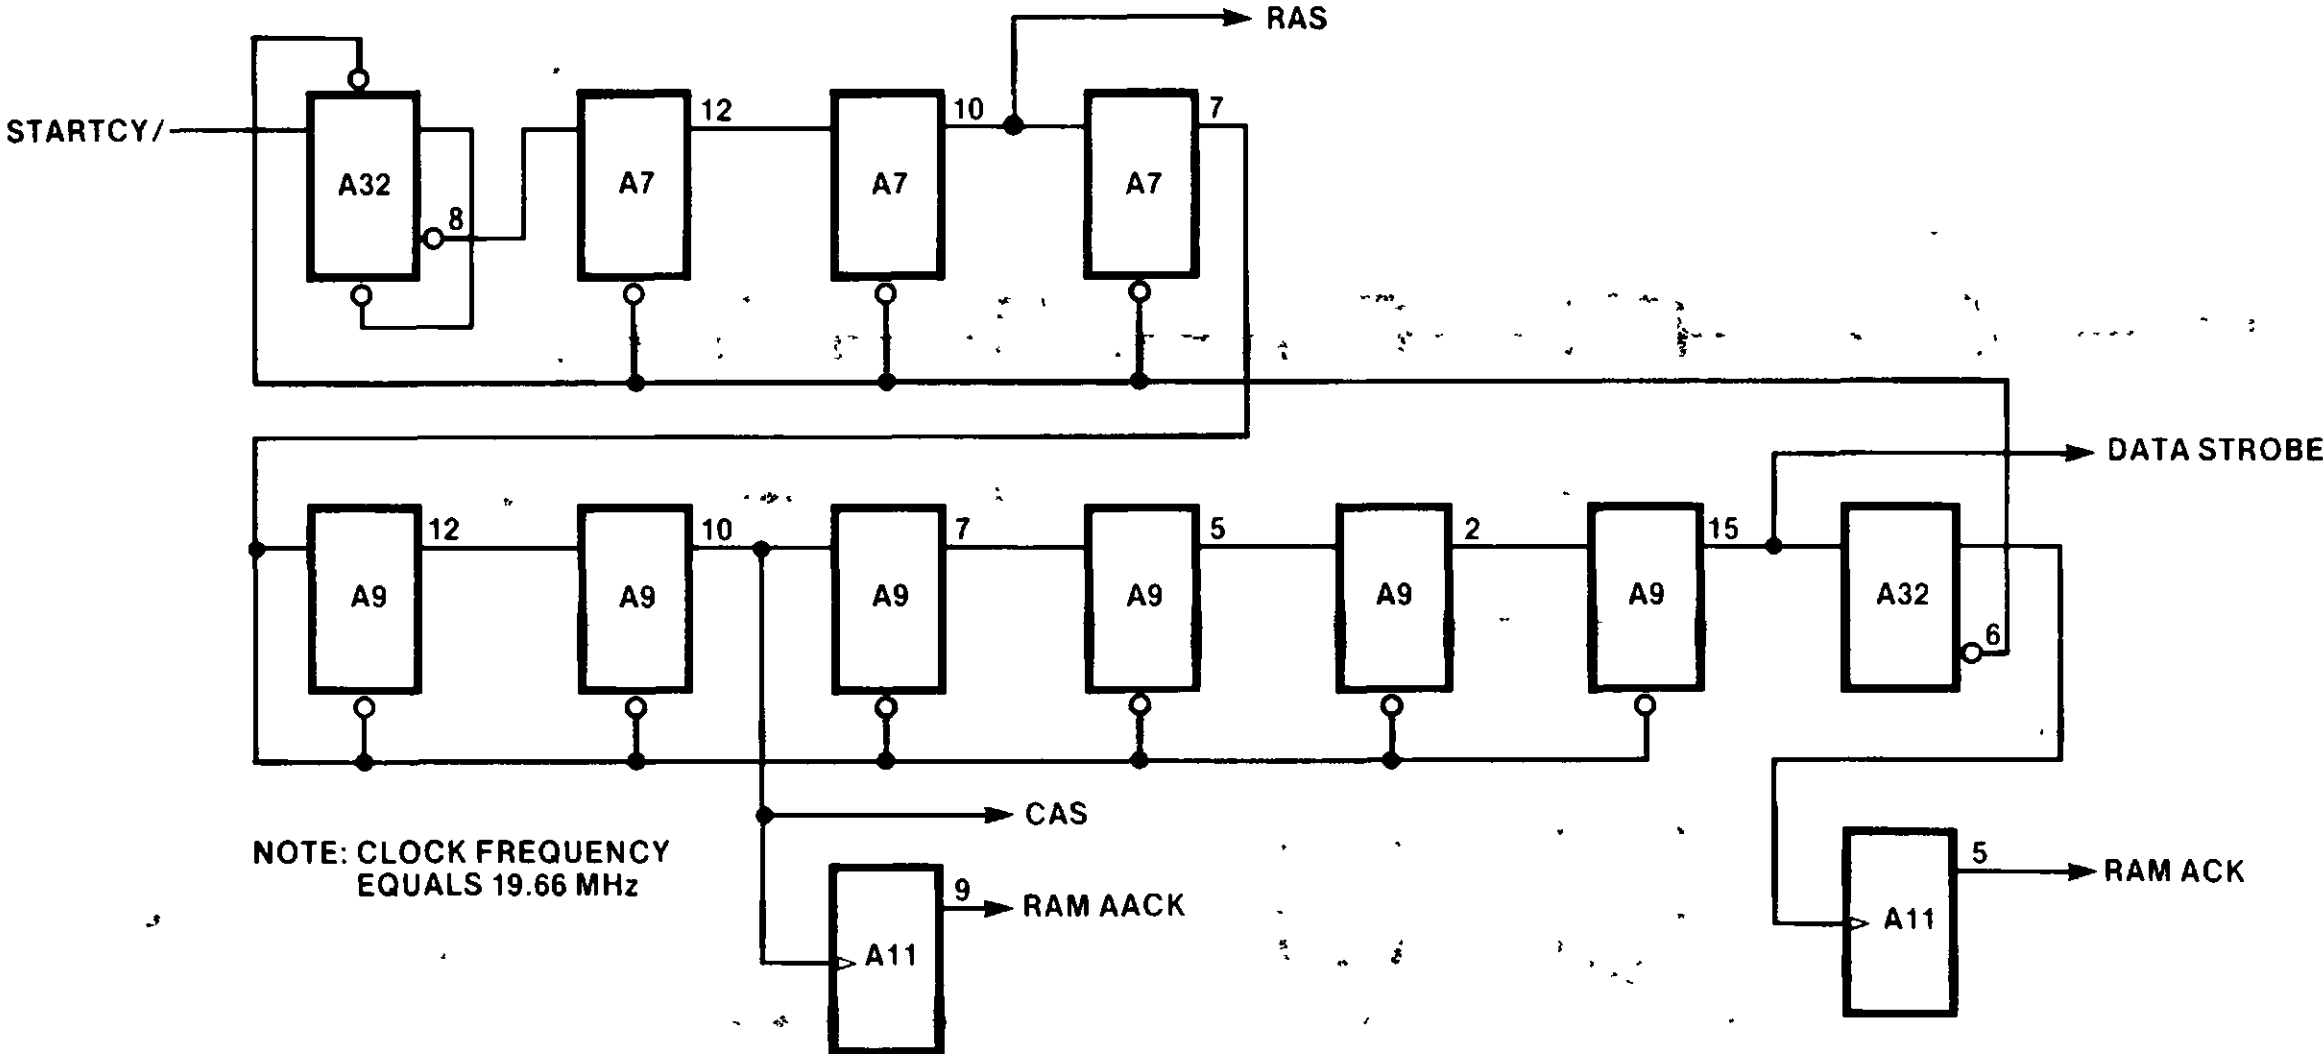 RAS
STARTCY/
A32
8
A7
12
A7
10
A7
7
DATA STROBE
A9
12
A9
10
A9
7
A9
5
A9
2
A9
15
A32
6
CAS
NOTE: CLOCK FREQUENCY
EQUALS 19.66 MHz
A11
9
RAM AACK
A11
5
RAM ACK